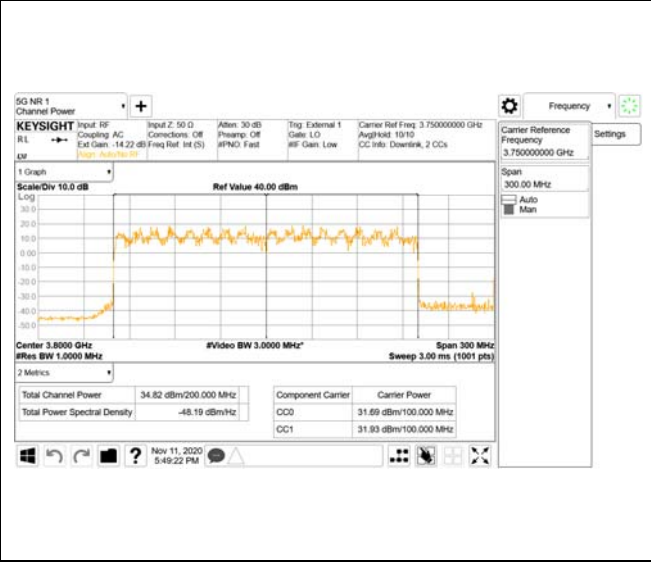 5G NR 1
Channel Power
Frequency
KEYSIGHT
Input: RF
Input Z: 50 Ω
Atten: 30 dB
Trig: External 1
Carrier Ref Freq: 3.750000000 GHz
RL
Coupling: AC
Corrections: Off
Preamp: Off
Gate: LO
Avg|Hold: 10/10
Ext Gain: -14.22 dB
Freq Ref: Int (S)
#PNO: Fast
#IF Gain: Low
CC Info: Downlink, 2 CCs
Align: Auto/No RF
Carrier Reference
Frequency
3.750000000 GHz
Settings
Span
300.00 MHz
Auto
Man
1 Graph
Scale/Div 10.0 dB
Ref Value 40.00 dBm
Log
30.0
20.0
10.0
0.00
-10.0
-20.0
-30.0
-40.0
-50.0
Center 3.8000 GHz
#Video BW 3.0000 MHz*
Span 300 MHz
#Res BW 1.0000 MHz
Sweep 3.00 ms (1001 pts)
2 Metrics
Total Channel Power 34.82 dBm/200.000 MHz
Total Power Spectral Density -48.19 dBm/Hz
Component Carrier Carrier Power
CC0 31.69 dBm/100.000 MHz
CC1 31.93 dBm/100.000 MHz
?
Nov 11, 2020
5:49:22 PM